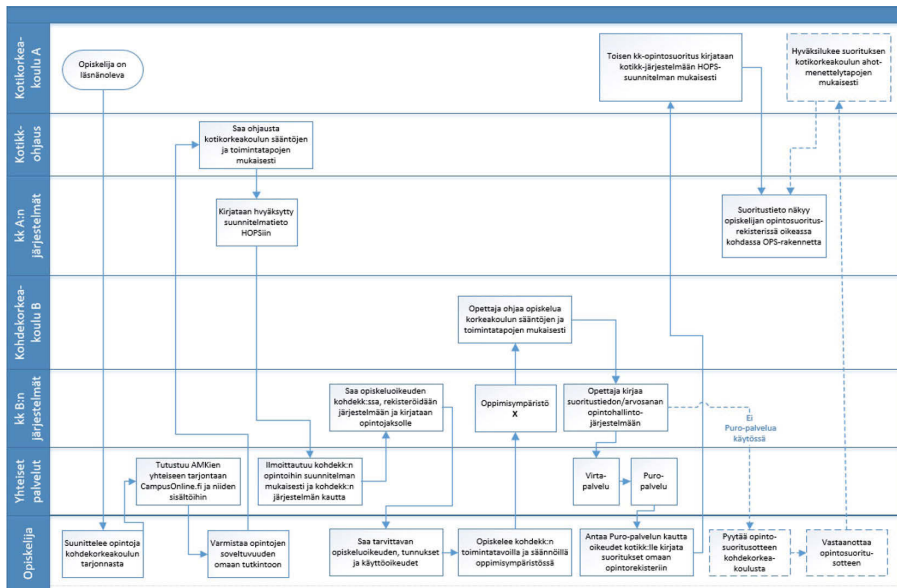 Kotikorkea-
koulu A
Opiskelija on
läsnänoleva
Toisen kk-opintosuoritus kirjataan
kotikk-järjestelmään HOPS-
suunnitelman mukaisesti
Hyväksilukee suorituksen
kotikorkeakoulun ahot-
menettelytapojen
mukaisesti
Kotikk-
ohjaus
Saa ohjausta
kotikorkeakoulun sääntöjen
ja toimintatapojen
mukaisesti
kk A:n
järjestelmät
Kirjataan hvyäksytty
suunnitelmatieto
HOPSiin
Suoritustieto näkyy
opiskelijan opintosuoritus-
rekisterissä oikeassa
kohdassa OPS-rakennetta
Kohdekorkea-
koulu B
Opettaja ohjaa opiskelua
korkeakoulun sääntöjen ja
toimintatapojen mukaisesti
kk B:n
järjestelmät
Saa opiskeluoikeuden
kohdekk:ssa, rekisteröidään
järjestelmään ja kirjataan
opintojaksolle
Oppimisympäristö
X
Opettaja kirjaa
suoritustiedon/arvosanan
opintohallinto-
järjestelmään
Ei
Puro-palvelua
käytössä
Yhteiset
palvelut
Tutustuu AMKien
yhteiseen tarjontaan
CampusOnline.fi ja niiden
sisältöihin
Ilmoittautuu kohdekk:n
opintoihin suunnitelman
mukaisesti ja kohdekk:n
järjestelmän kautta
Virta-
palvelu
Puro-
palvelu
Opiskelija
Suunittelee opintoja
kohdekorkeakoulun
tarjonnasta
Varmistaa opintojen
soveltuvuuden
omaan tutkintoon
Saa tarvittavan
opiskeluoikeuden, tunnukset
ja käyttöoikeudet
Opiskelee kohdekk:n
toimintatavoilla ja säännöillä
oppimisympäristössä
Antaa Puro-palvelun kautta
oikeudet kotikk:lle kirjata
suoritukset omaan
opintorekisteriin
Pyytää opinto-
suoritusotteen
kohdekorkea-
koulusta
Vastaanottaa
opintosuoritu-
sotteen